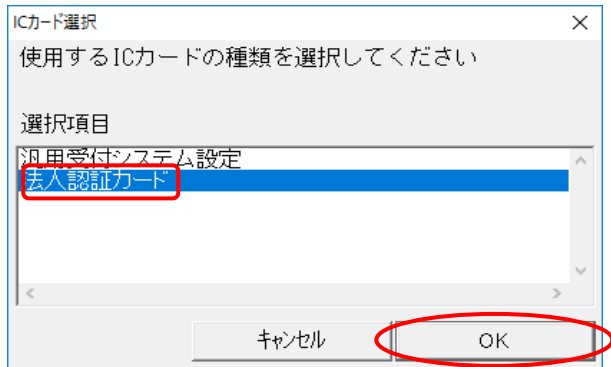 ICカード選択
使用するICカードの種類を選択してください
選択項目
汎用受付システム設定
法人認証カード
キャンセル
OK